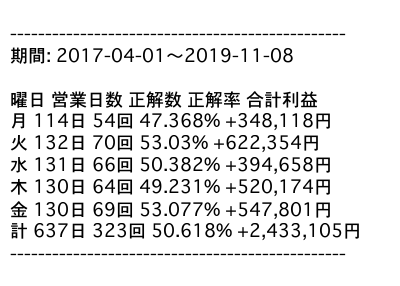 ------------------------------------------------
期間: 2017-04-01～2019-11-08
曜日 営業日数 正解数 正解率 合計利益
月 114日 54回 47.368% +348,118円
火 132日 70回 53.03% +622,354円
水 131日 66回 50.382% +394,658円
木 130日 64回 49.231% +520,174円
金 130日 69回 53.077% +547,801円
計 637日 323回 50.618% +2,433,105円
------------------------------------------------